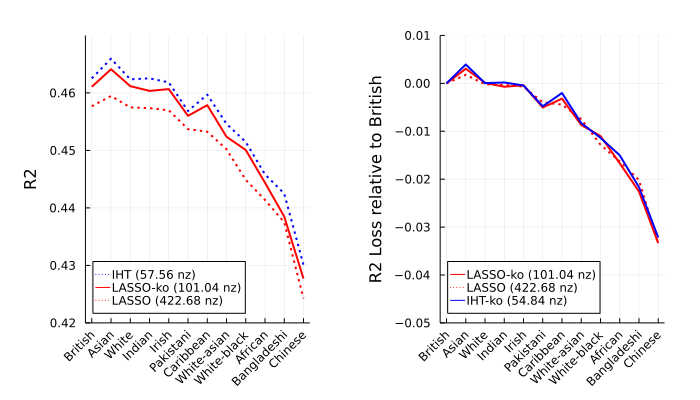 R2
0.46
0.45
0.44
0.43
0.42
IHT (57.56 nz)
LASSO-ko (101.04 nz)
LASSO (422.68 nz)
British
Asian
White
Indian
Irish
Pakistani
Caribbean
White-asian
White-black
African
Bangladeshi
Chinese
R2 Loss relative to British
0.01
0.00
−0.01
−0.02
−0.03
−0.04
−0.05
LASSO-ko (101.04 nz)
LASSO (422.68 nz)
IHT-ko (54.84 nz)
British
Asian
White
Indian
Irish
Pakistani
Caribbean
White-asian
White-black
African
Bangladeshi
Chinese